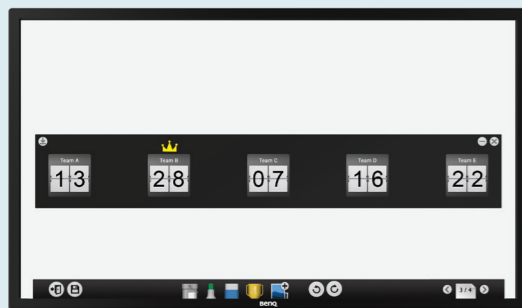 Team A
Team B
Team C
Team D
Team E
13
28
07
16
22
3 / 4
BenQ